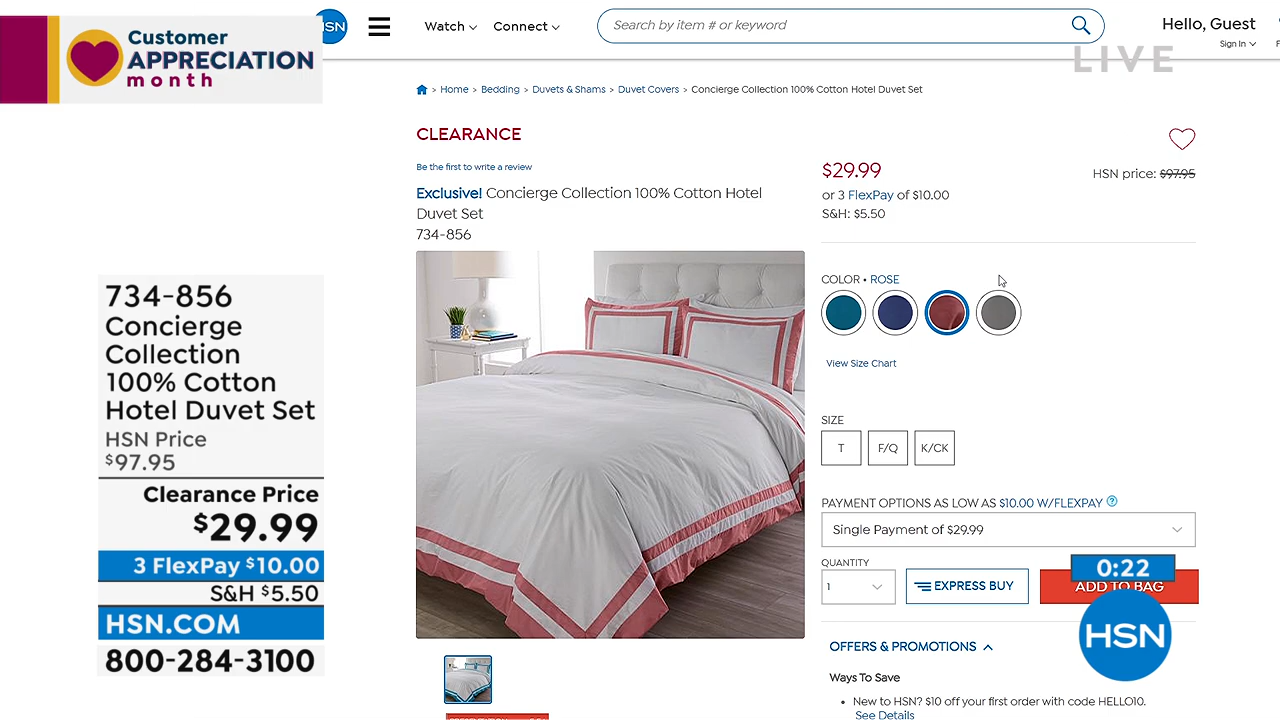 Customer
APPRECIATION
month
HSN
Watch
Connect
Search by item # or keyword
Hello, Guest
Sign In
LIVE
> Home > Bedding > Duvets & Shams > Duvet Covers > Concierge Collection 100% Cotton Hotel Duvet Set
CLEARANCE
Be the first to write a review
Exclusive! Concierge Collection 100% Cotton Hotel
Duvet Set
734-856
$29.99
HSN price: $97.95
or 3 FlexPay of $10.00
S&H: $5.50
COLOR • ROSE
View Size Chart
SIZE
T
F/Q
K/CK
PAYMENT OPTIONS AS LOW AS $10.00 W/FLEXPAY ?
Single Payment of $29.99
QUANTITY
1
EXPRESS BUY
0:22
ADD TO BAG
HSN
OFFERS & PROMOTIONS
Ways To Save
• New to HSN? $10 off your first order with code HELLO10.
See Details
734-856
Concierge
Collection
100% Cotton
Hotel Duvet Set
HSN Price
$97.95
Clearance Price
$29.99
3 FlexPay $10.00
S&H $5.50
HSN.COM
800-284-3100